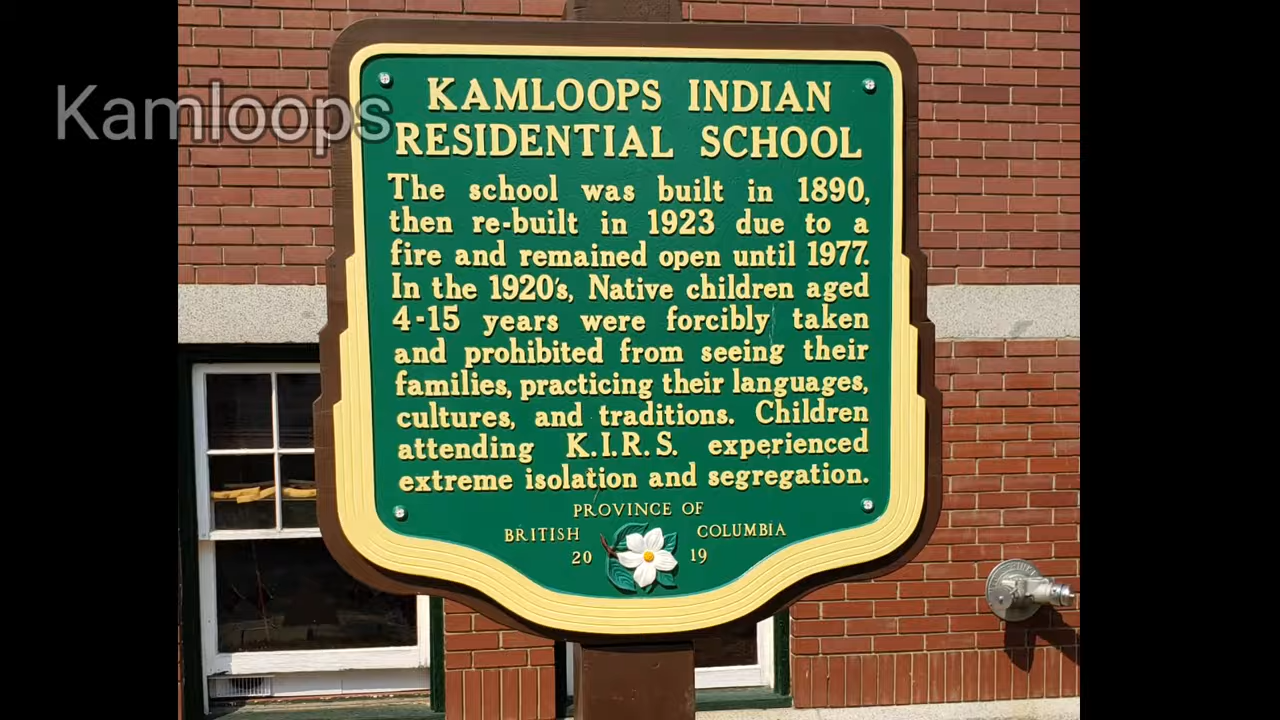 Kamloops
KAMLOOPS INDIAN
RESIDENTIAL SCHOOL
The school was built in 1890,
then re-built in 1923 due to a
fire and remained open until 1977.
In the 1920's, Native children aged
4-15 years were forcibly taken
and prohibited from seeing their
families, practicing their languages,
cultures, and traditions. Children
attending K.I.R.S. experienced
extreme isolation and segregation.
PROVINCE OF
BRITISH COLUMBIA
20 19